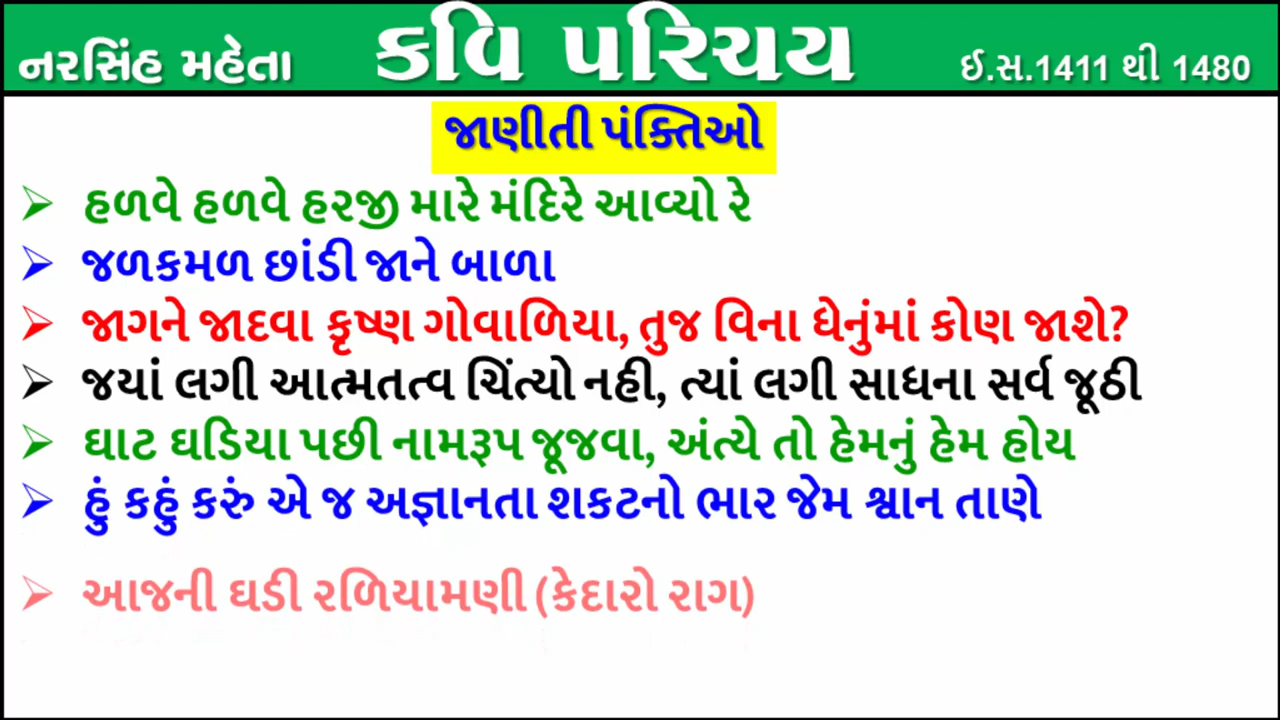 નરસિંહ મહેતા કવિ પરિચય ઈ.સ.1411 થી 1480
જાણીતી પંક્તિઓ
હળવે હળવે હરજી મારે મંદિરે આવ્યો રે
જળકમળ છાંડી જાને બાળા
જાગને જાદવા કૃષ્ણ ગોવાળિયા, તુજ વિના ધેનુંમાં કોણ જાશે?
જયાં લગી આત્મતત્વ ચિંત્યો નહી, ત્યાં લગી સાધના સર્વ જૂઠી
ઘાટ ઘડિયા પછી નામરૂપ જૂજવા, અંત્યે તો હેમનું હેમ હોય
હું કહું કરું એ જ અજ્ઞાનતા શકટનો ભાર જેમ શ્વાન તાણે
આજની ઘડી રળિયામણી (કેદારો રાગ)